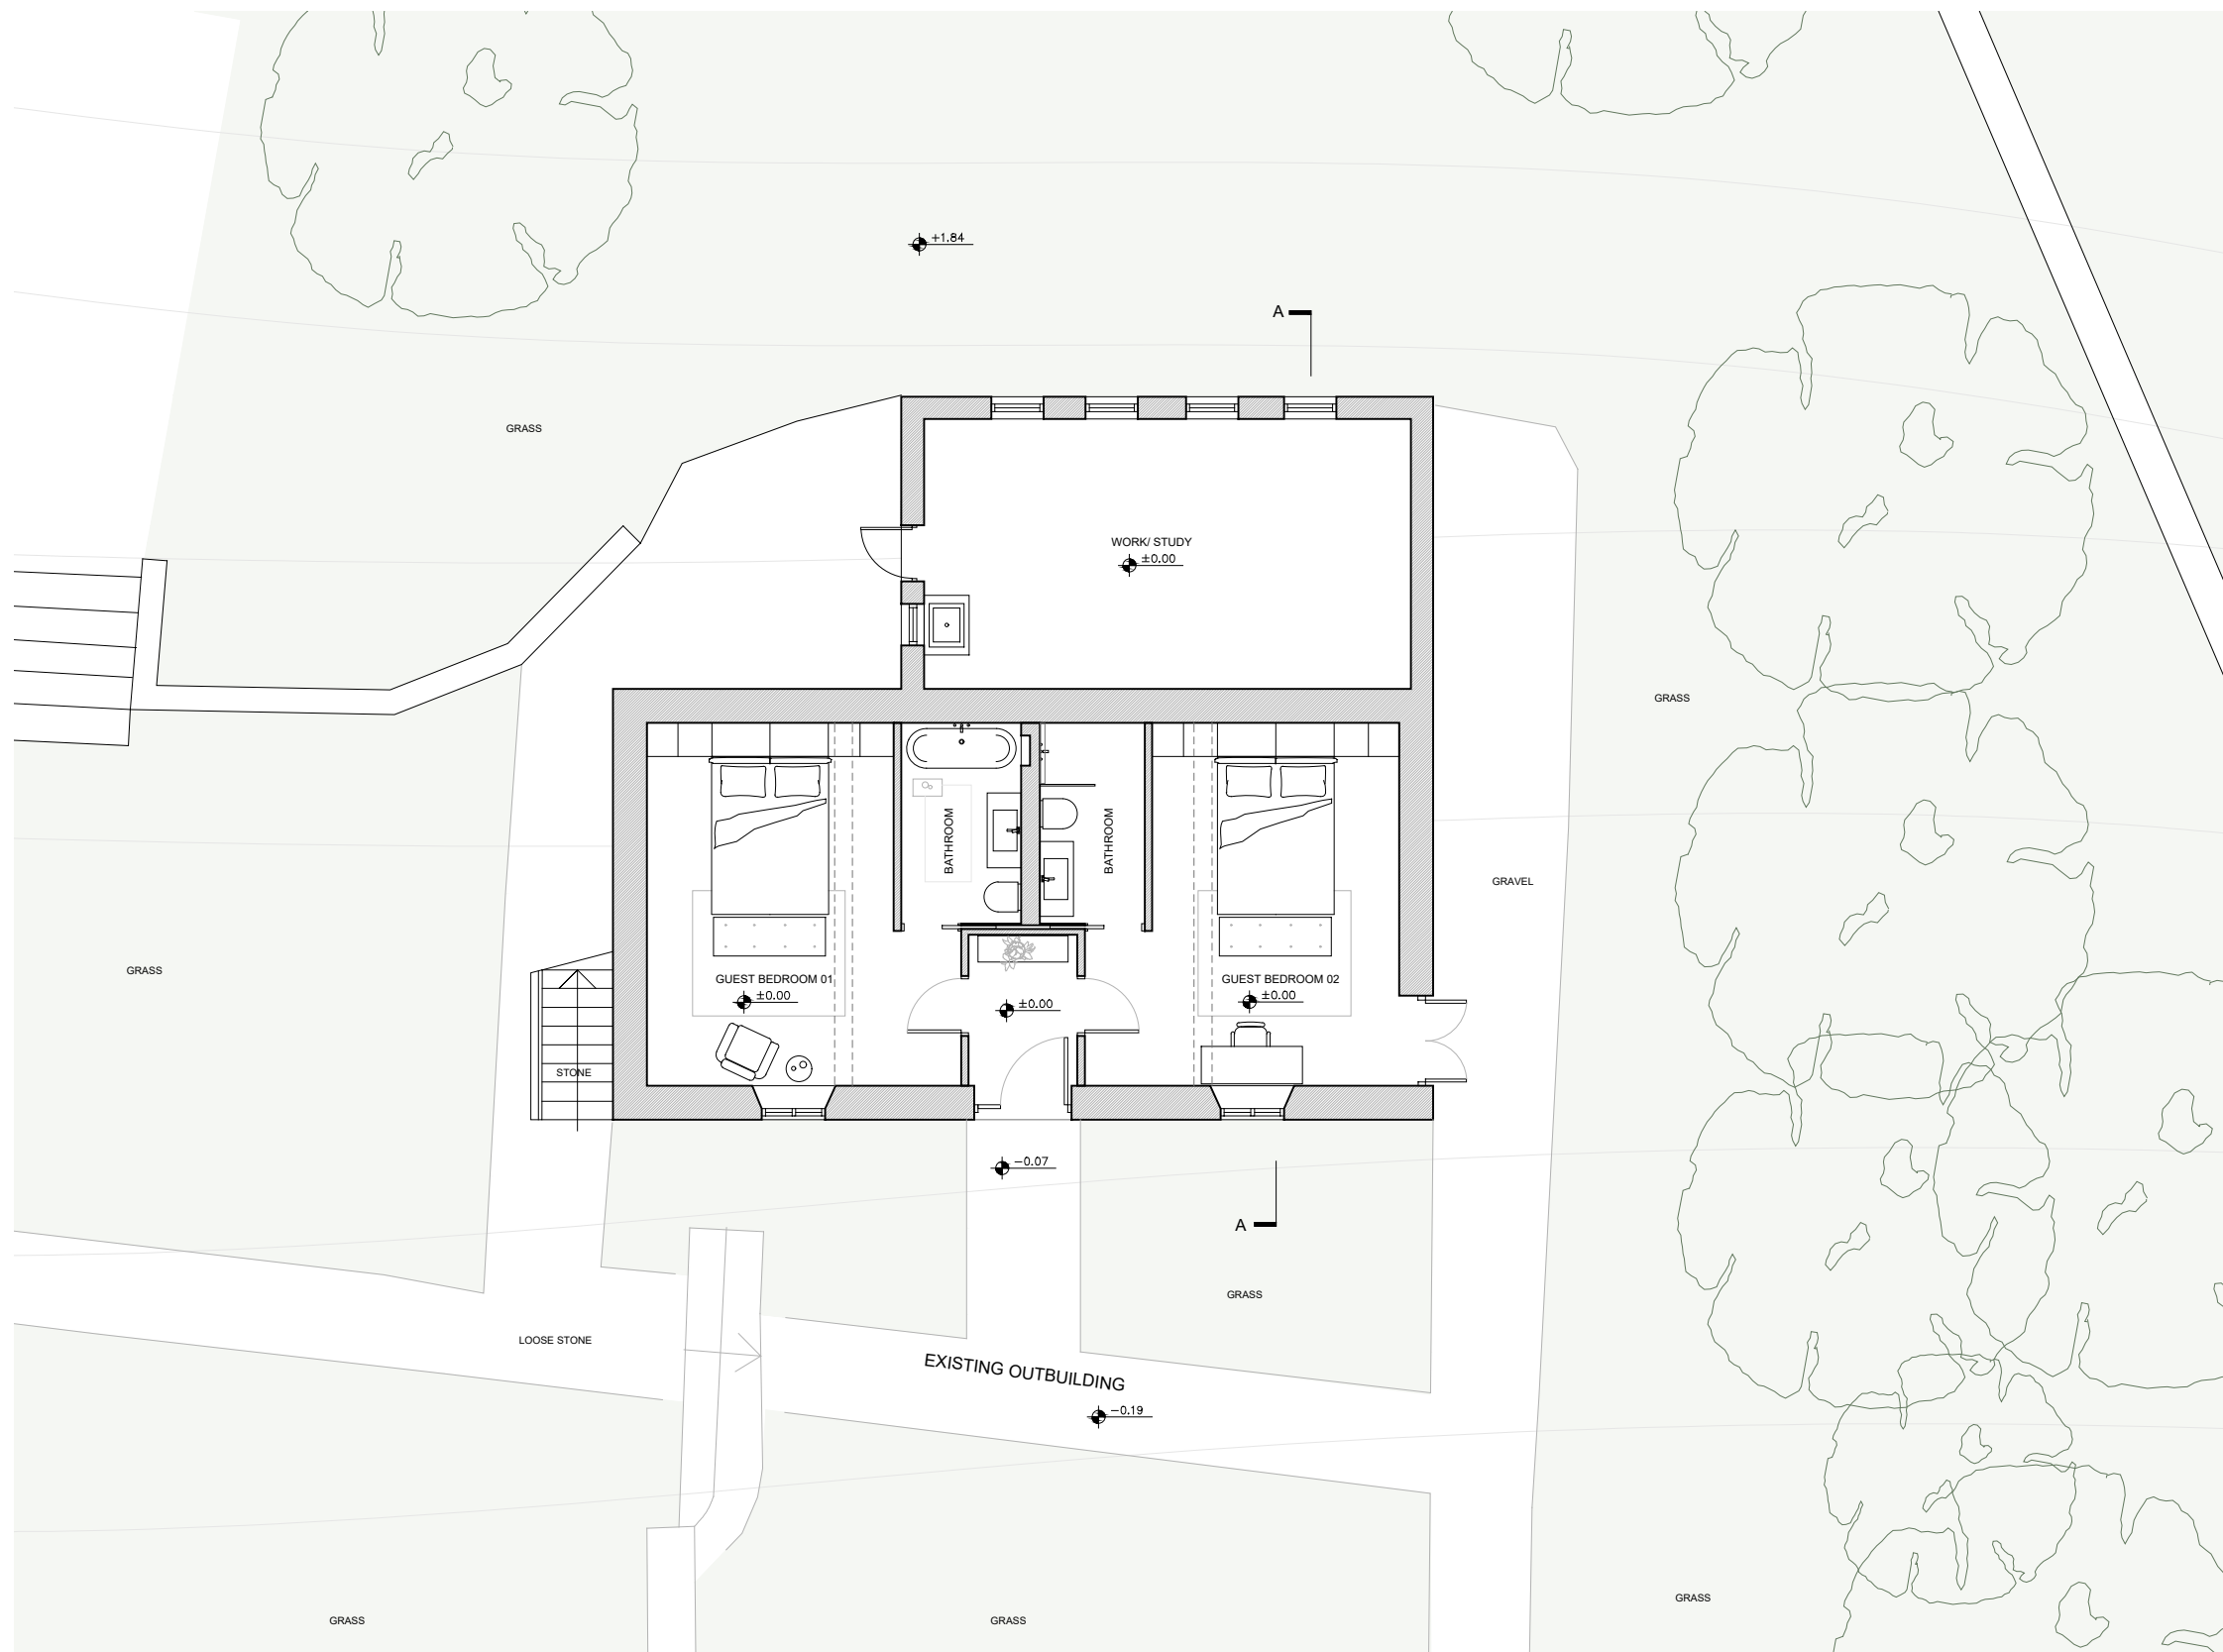 +1.84
A
GRASS
WORK/ STUDY
±0.00
GRASS
BATHROOM
BATHROOM
GRAVEL
GRASS
GUEST BEDROOM 01
±0.00
±0.00
GUEST BEDROOM 02
±0.00
STONE
-0.07
A
GRASS
LOOSE STONE
EXISTING OUTBUILDING
-0.19
GRASS
GRASS
GRASS